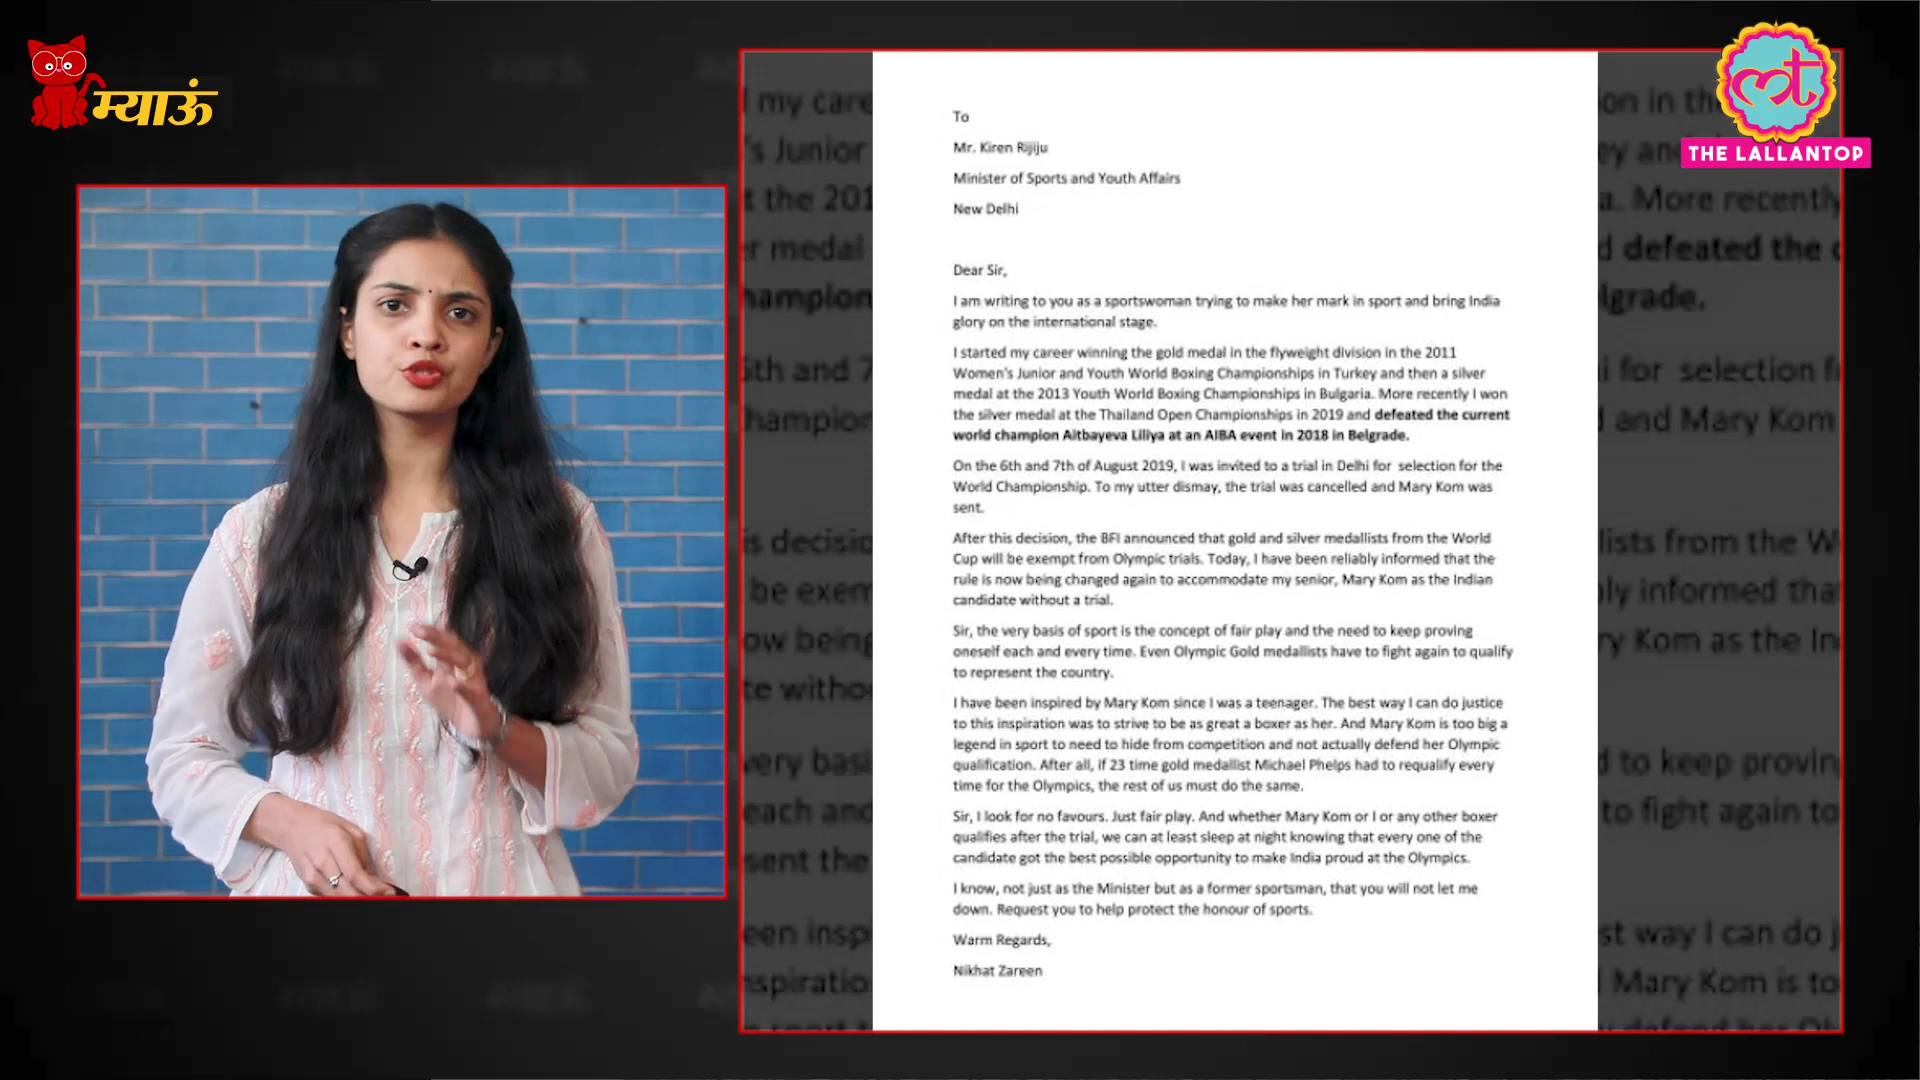 म्याऊं
THE LALLANTOP
To
Mr. Kiren Rijiju
Minister of Sports and Youth Affairs
New Delhi
Dear Sir,
I am writing to you as a sportswoman trying to make her mark in sport and bring India
glory on the international stage.
I started my career winning the gold medal in the flyweight division in the 2011
Women's Junior and Youth World Boxing Championships in Turkey and then a silver
medal at the 2013 Youth World Boxing Championships in Bulgaria. More recently I won
the silver medal at the Thailand Open Championships in 2019 and defeated the current
world champion Aitbayeva Liliya at an AIBA event in 2018 in Belgrade.
On the 6th and 7th of August 2019, I was invited to a trial in Delhi for selection for the
World Championship. To my utter dismay, the trial was cancelled and Mary Kom was
sent.
After this decision, the BFI announced that gold and silver medallists from the World
Cup will be exempt from Olympic trials. Today, I have been reliably informed that the
rule is now being changed again to accommodate my senior, Mary Kom as the Indian
candidate without a trial.
Sir, the very basis of sport is the concept of fair play and the need to keep proving
oneself each and every time. Even Olympic Gold medallists have to fight again to qualify
to represent the country.
I have been inspired by Mary Kom since I was a teenager. The best way I can do justice
to this inspiration was to strive to be as great a boxer as her. And Mary Kom is too big a
legend in sport to need to hide from competition and not actually defend her Olympic
qualification. After all, if 23 time gold medallist Michael Phelps had to requalify every
time for the Olympics, the rest of us must do the same.
Sir, I look for no favours. Just fair play. And whether Mary Kom or I or any other boxer
qualifies after the trial, we can at least sleep at night knowing that every one of the
candidate got the best possible opportunity to make India proud at the Olympics.
I know, not just as the Minister but as a former sportsman, that you will not let me
down. Request you to help protect the honour of sports.
Warm Regards,
Nikhat Zareen